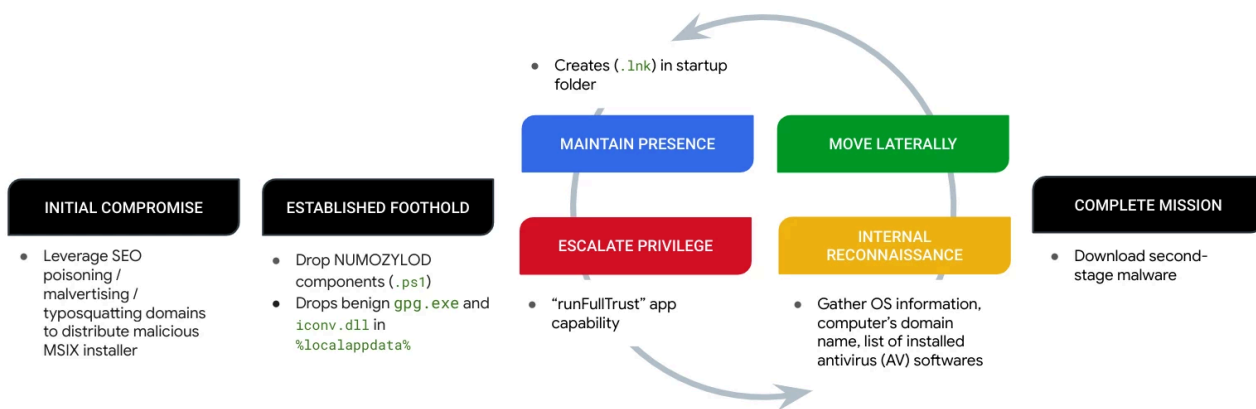 INITIAL COMPROMISE
● Leverage SEO
poisoning /
malvertising /
typosquatting domains
to distribute malicious
MSIX installer
ESTABLISHED FOOTHOLD
● Drop NUMOZYLOD
components (.ps1)
● Drops benign gpg.exe and
iconv.dll in
%localappdata%
● Creates (.lnk) in startup
folder
MAINTAIN PRESENCE
MOVE LATERALLY
ESCALATE PRIVILEGE
● “runFullTrust” app
capability
INTERNAL
RECONNAISSANCE
● Gather OS information,
computer’s domain
name, list of installed
antivirus (AV) softwares
COMPLETE MISSION
● Download second-
stage malware